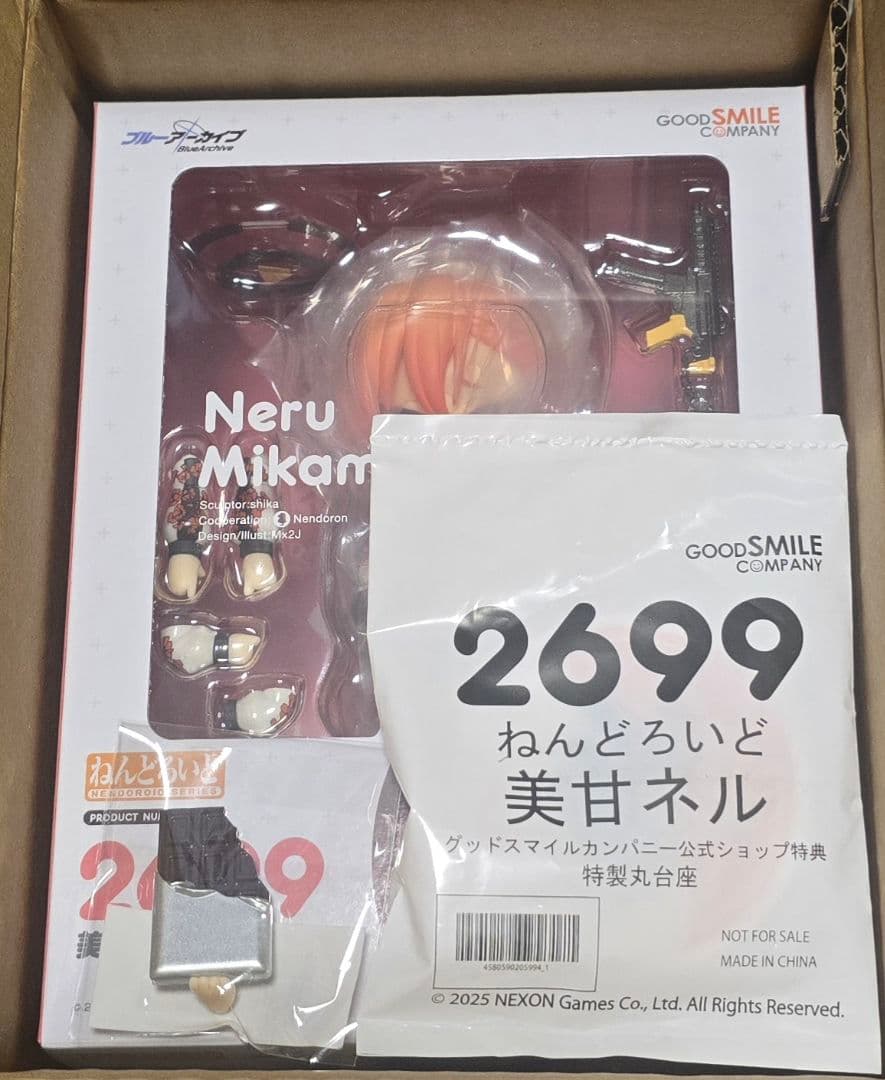 ブルーアーカイブ
BlueArchive
GOOD SMILE
COMPANY
Neru
Mikam
Sculptor:shika
Cooperation: Nendoron
Design/Illust:Mx2J
GOOD SMILE
COMPANY
2699
ねんどろいど
美甘ネル
グッドスマイルカンパニー公式ショップ特典
特製丸台座
4580590205994_1
NOT FOR SALE
MADE IN CHINA
© 2025 NEXON Games Co., Ltd. All Rights Reserved.
ねんどろいど
NENDOROID SERIES
PRODUCT
2 99